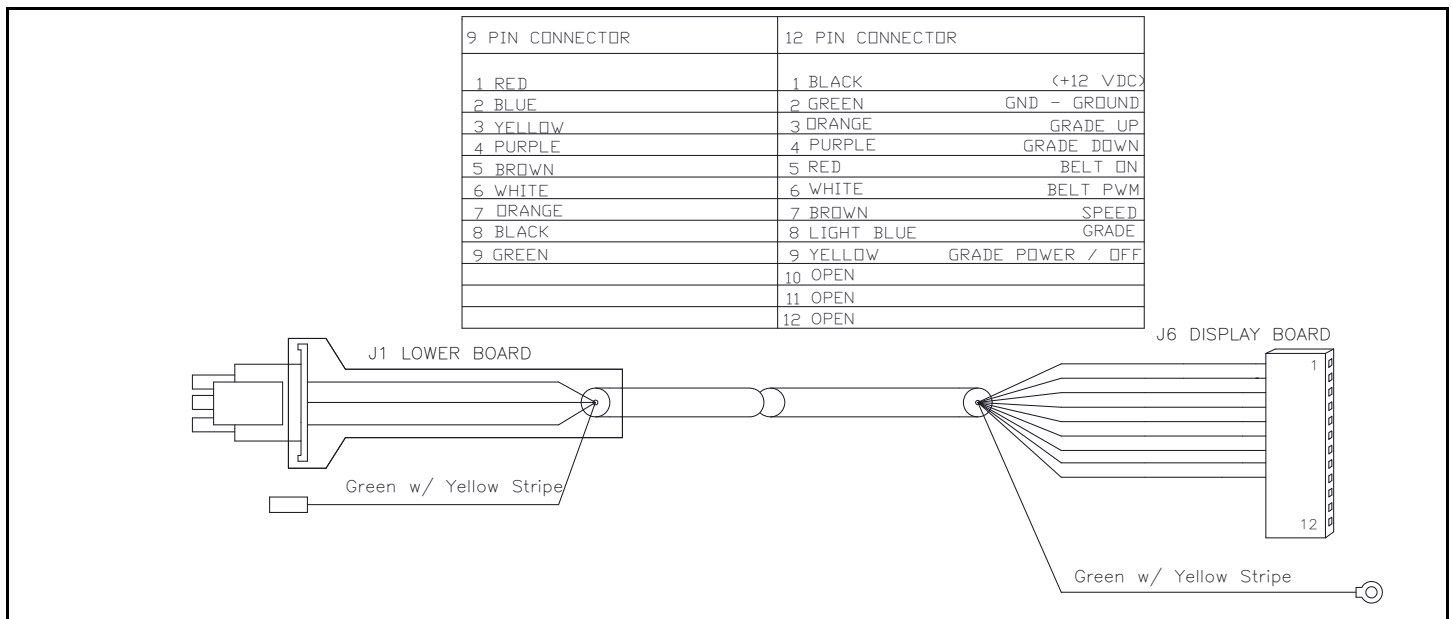 9 PIN CONNECTOR 12 PIN CONNECTOR
1 RED 1 BLACK (+12 VDC)
2 BLUE 2 GREEN GND - GROUND
3 YELLOW 3 ORANGE GRADE UP
4 PURPLE 4 PURPLE GRADE DOWN
5 BROWN 5 RED BELT ON
6 WHITE 6 WHITE BELT PWM
7 ORANGE 7 BROWN SPEED
8 BLACK 8 LIGHT BLUE GRADE
9 GREEN 9 YELLOW GRADE POWER / OFF
10 OPEN
11 OPEN
12 OPEN
J6 DISPLAY BOARD
J1 LOWER BOARD
1
Green w/ Yellow Stripe
12
Green w/ Yellow Stripe